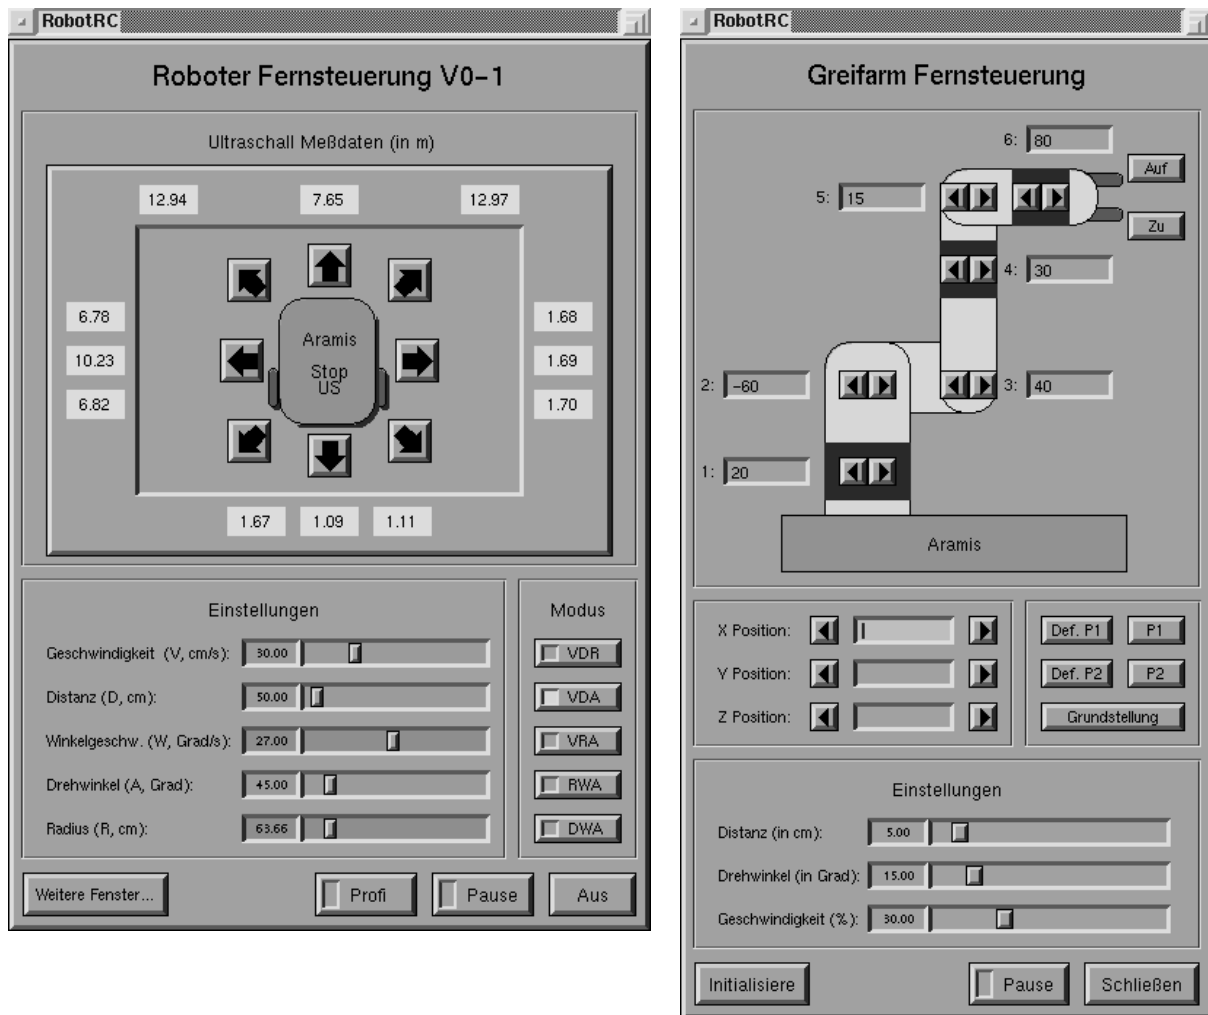 RobotRC
Roboter Fernsteuerung V0-1
Ultraschall Meßdaten (in m)
12.94 7.65 12.97
6.78 1.68
10.23 1.69
6.82 1.70
Aramis
Stop
US
1.67 1.09 1.11
Einstellungen
Geschwindigkeit (V, cm/s): 30.00
Distanz (D, cm): 50.00
Winkelgeschw. (W, Grad/s): 27.00
Drehwinkel (A, Grad): 45.00
Radius (R, cm): 63.66
Modus
VDR
VDA
VRA
RWA
DWA
Weitere Fenster... Profi Pause Aus
RobotRC
Greifarm Fernsteuerung
6: 80
Auf
5: 15
Zu
4: 30
2: -60
3: 40
1: 20
Aramis
X Position:
Y Position:
Z Position:
Def. P1 P1
Def. P2 P2
Grundstellung
Einstellungen
Distanz (in cm): 5.00
Drehwinkel (in Grad): 15.00
Geschwindigkeit (%): 30.00
Initialisiere Pause Schließen